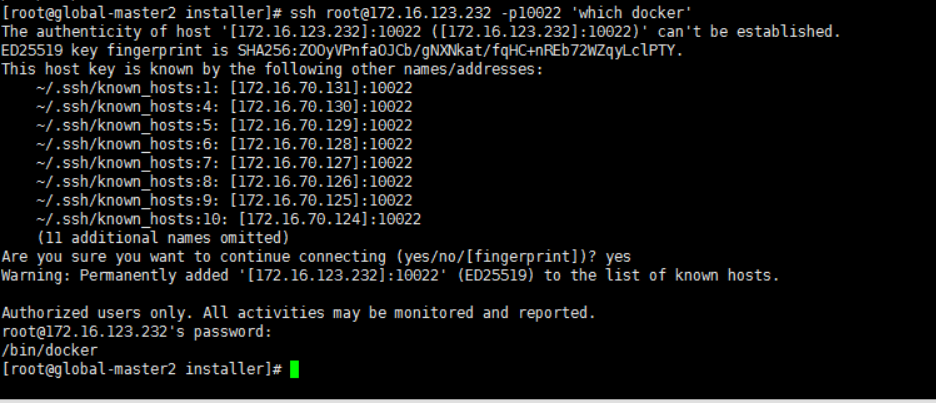 [root@global-master2 installer]# ssh root@172.16.123.232 -p10022 'which docker'
The authenticity of host '[172.16.123.232]:10022 ([172.16.123.232]:10022)' can't be established.
ED25519 key fingerprint is SHA256:ZOOyVPnfaOJCb/gNXNkat/fqHC+nREb72WZqyLclPTY.
This host key is known by the following other names/addresses:
    ~/.ssh/known_hosts:1: [172.16.70.131]:10022
    ~/.ssh/known_hosts:4: [172.16.70.130]:10022
    ~/.ssh/known_hosts:5: [172.16.70.129]:10022
    ~/.ssh/known_hosts:6: [172.16.70.128]:10022
    ~/.ssh/known_hosts:7: [172.16.70.127]:10022
    ~/.ssh/known_hosts:8: [172.16.70.126]:10022
    ~/.ssh/known_hosts:9: [172.16.70.125]:10022
    ~/.ssh/known_hosts:10: [172.16.70.124]:10022
    (11 additional names omitted)
Are you sure you want to continue connecting (yes/no/[fingerprint])? yes
Warning: Permanently added '[172.16.123.232]:10022' (ED25519) to the list of known hosts.

Authorized users only. All activities may be monitored and reported.
root@172.16.123.232's password:
/bin/docker
[root@global-master2 installer]#